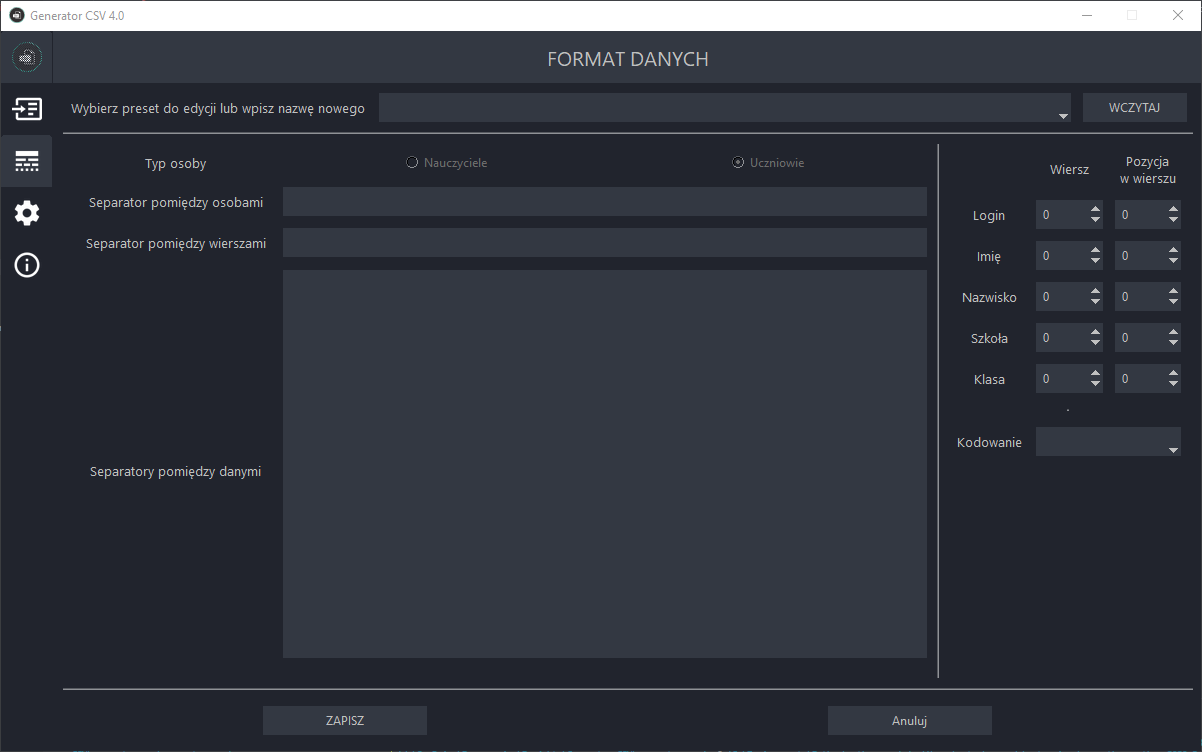 Generator CSV 4.0
FORMAT DANYCH
Wybierz preset do edycji lub wpisz nazwę nowego
WCZYTAJ
Typ osoby
Nauczyciele
Uczniowie
Separator pomiędzy osobami
Separator pomiędzy wierszami
Separatory pomiędzy danymi
Wiersz
Pozycja
w wierszu
Login 0 0
Imię 0 0
Nazwisko 0 0
Szkoła 0 0
Klasa 0 0
.
Kodowanie
ZAPISZ
Anuluj